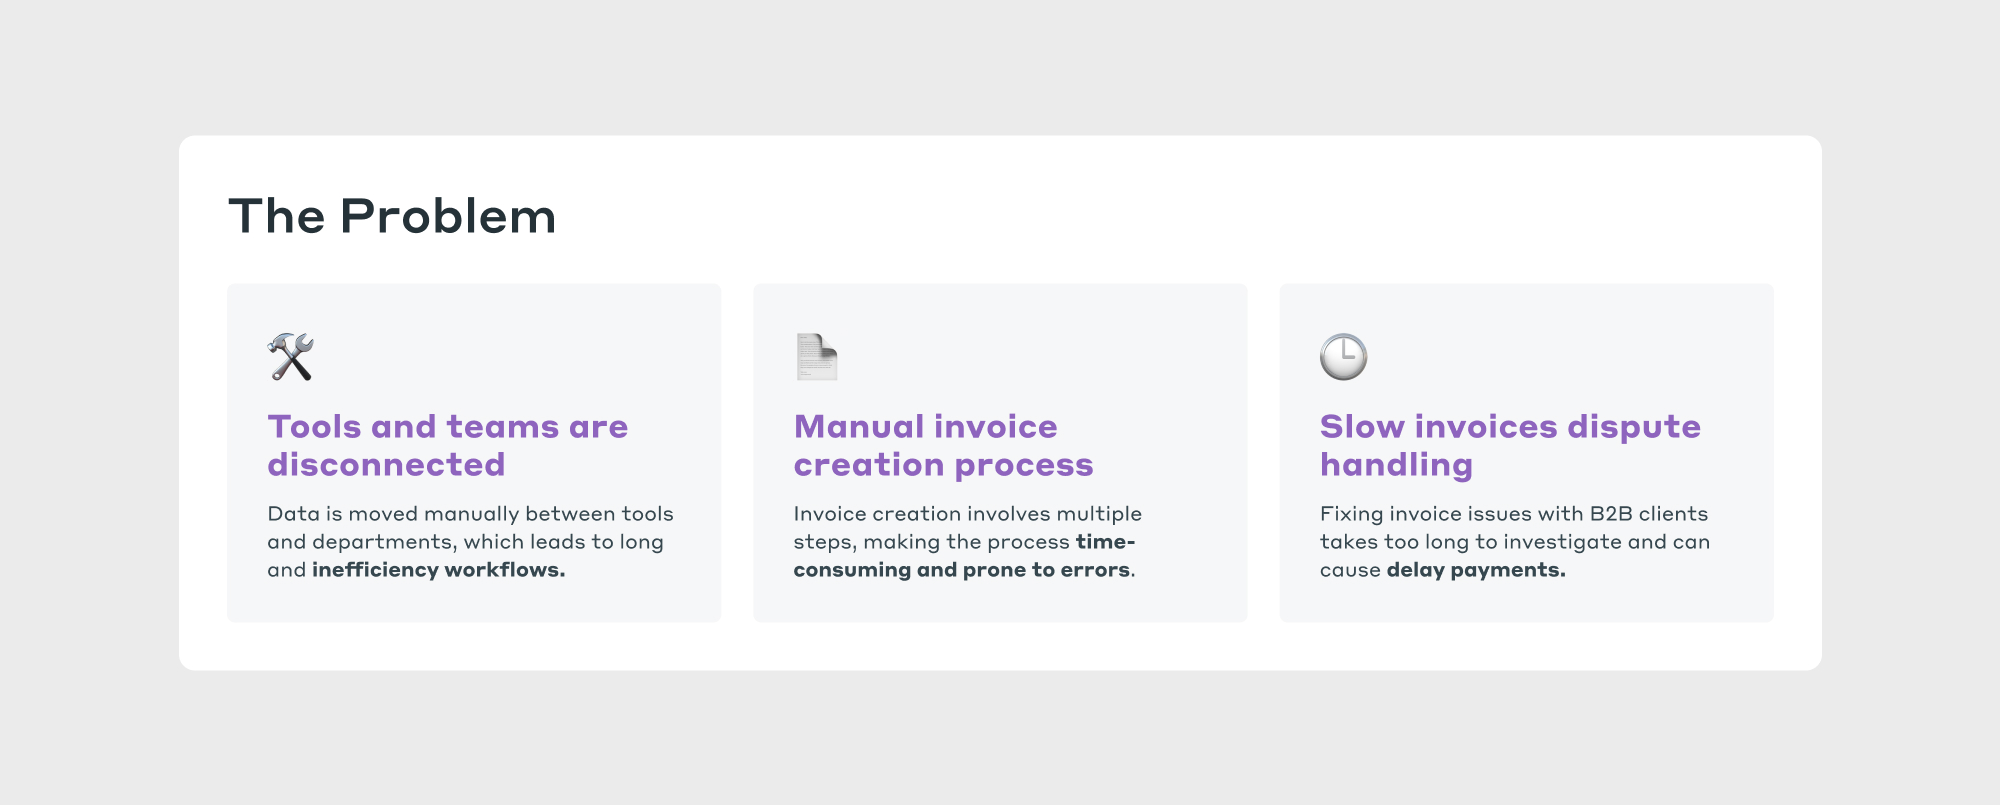 The Problem
Tools and teams are
disconnected
Data is moved manually between tools
and departments, which leads to long
and inefficiency workflows.
Manual invoice
creation process
Invoice creation involves multiple
steps, making the process time-
consuming and prone to errors.
Slow invoices dispute
handling
Fixing invoice issues with B2B clients
takes too long to investigate and can
cause delay payments.